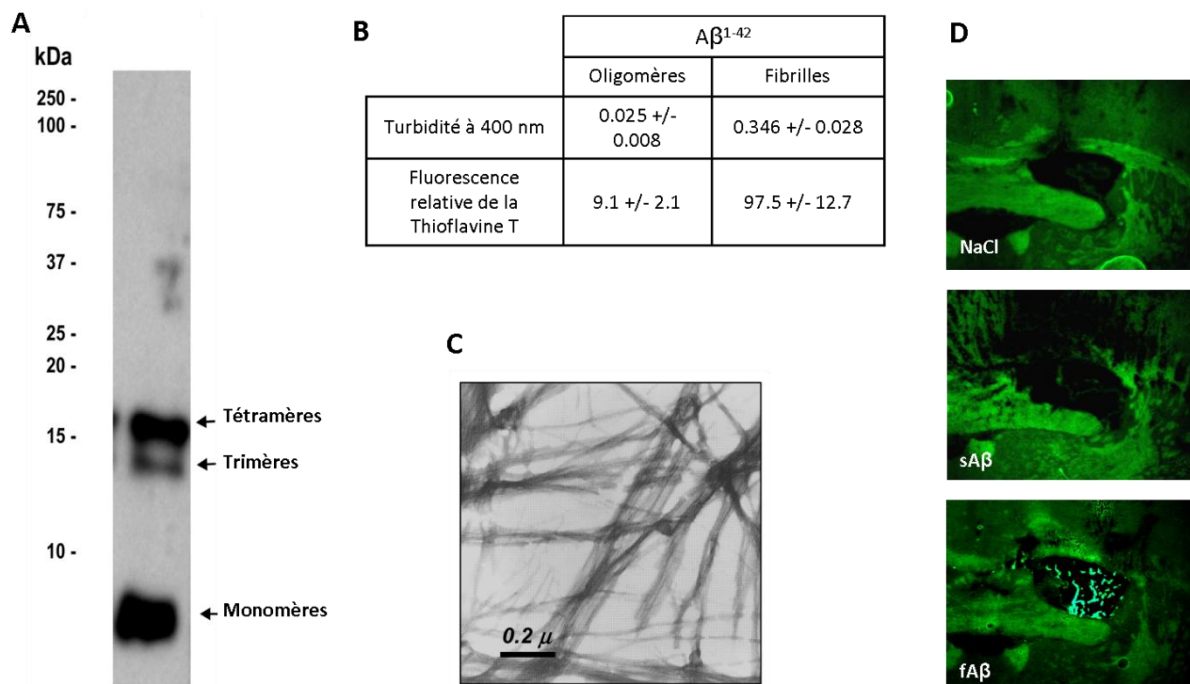 A
kDa
250 -
100 -
75 -
37 -
25 -
20 -
15 -
10 -
Tétramères
Trimères
Monomères
B
Aβ¹⁻⁴²
Oligomères
Fibrilles
Turbidité à 400 nm
0.025 +/-
0.008
0.346 +/- 0.028
Fluorescence
relative de la
Thioflavine T
9.1 +/- 2.1
97.5 +/- 12.7
C
0.2 μ
D
NaCl
sAβ
fAβ